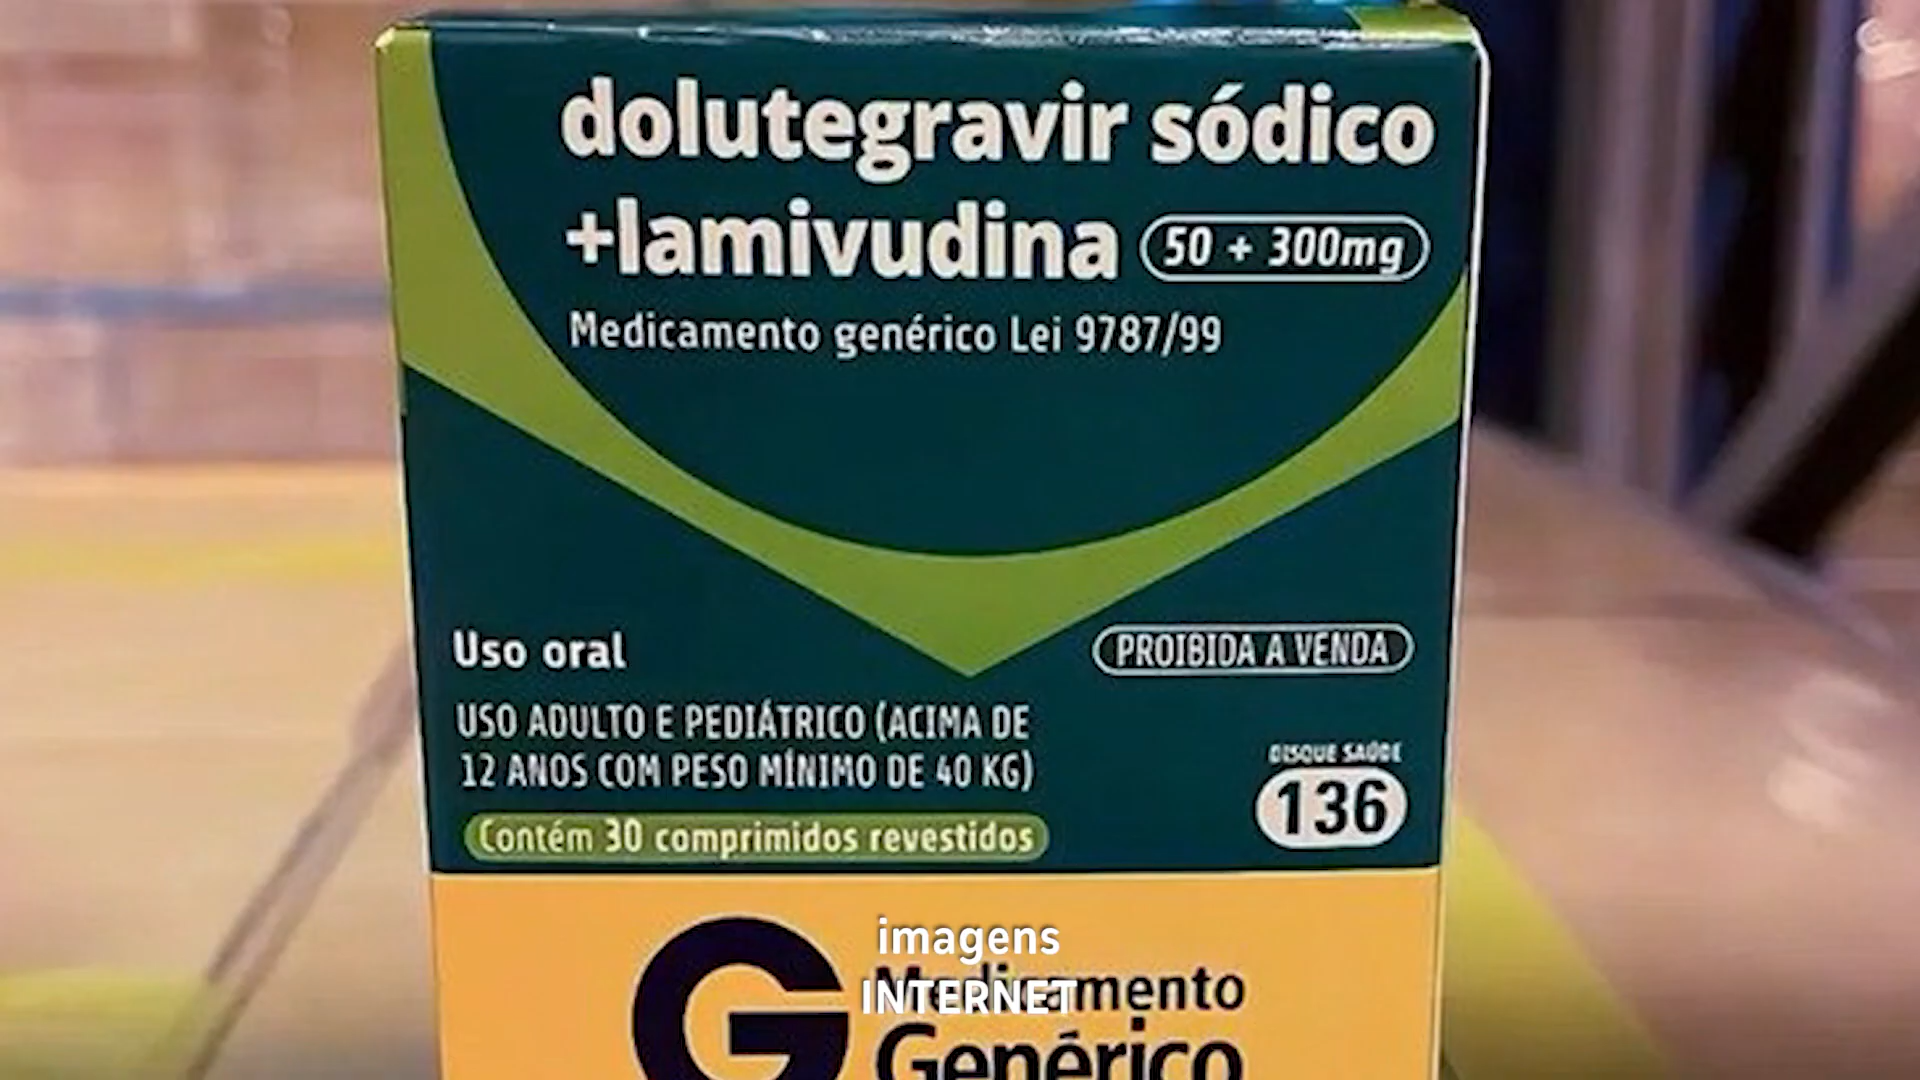 dolutegravir sódico
+lamivudina 50 + 300mg
Medicamento genérico Lei 9787/99
Uso oral
PROIBIDA A VENDA
USO ADULTO E PEDIÁTRICO (ACIMA DE
12 ANOS COM PESO MÍNIMO DE 40 KG)
DISQUE SAÚDE
136
Contém 30 comprimidos revestidos
imagens
INTERNET
G Medicamento
Genérico